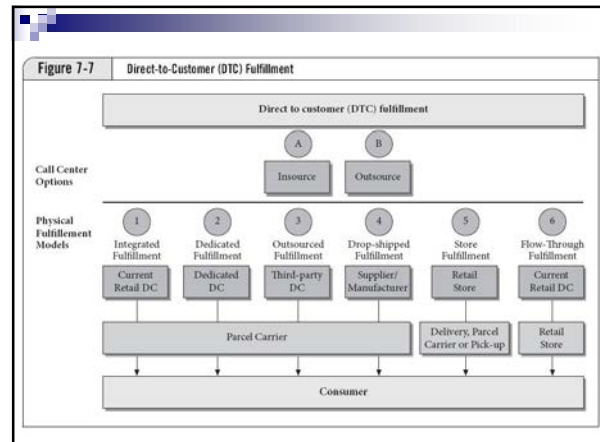 Figure 7-7 Direct-to-Customer (DTC) Fulfillment
Direct to customer (DTC) fulfillment
A B
Call Center
Options
Insource Outsource
Physical
Fulfillement
Models
1 2 3 4 5 6
Integrated Dedicated Outsourced Drop-shipped Store Flow-Through
Fulfillment Fulfillment Fulfillment Fulfillment Fulfillment Fulfillment
Current Dedicated Third-party Supplier/ Retail Current
Retail DC DC DC Manufacturer Store Retail DC
Parcel Carrier
Delivery, Parcel Retail
Carrier or Pick-up Store
Consumer